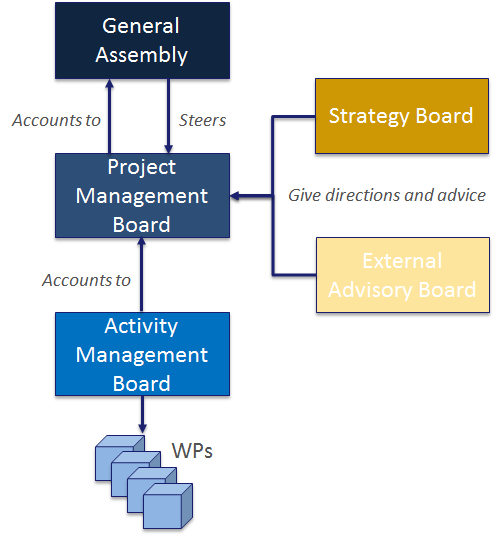 General
Assembly
Accounts to
Steers
Strategy Board
Project
Management
Board
Give directions and advice
External
Advisory Board
Accounts to
Activity
Management
Board
WPs